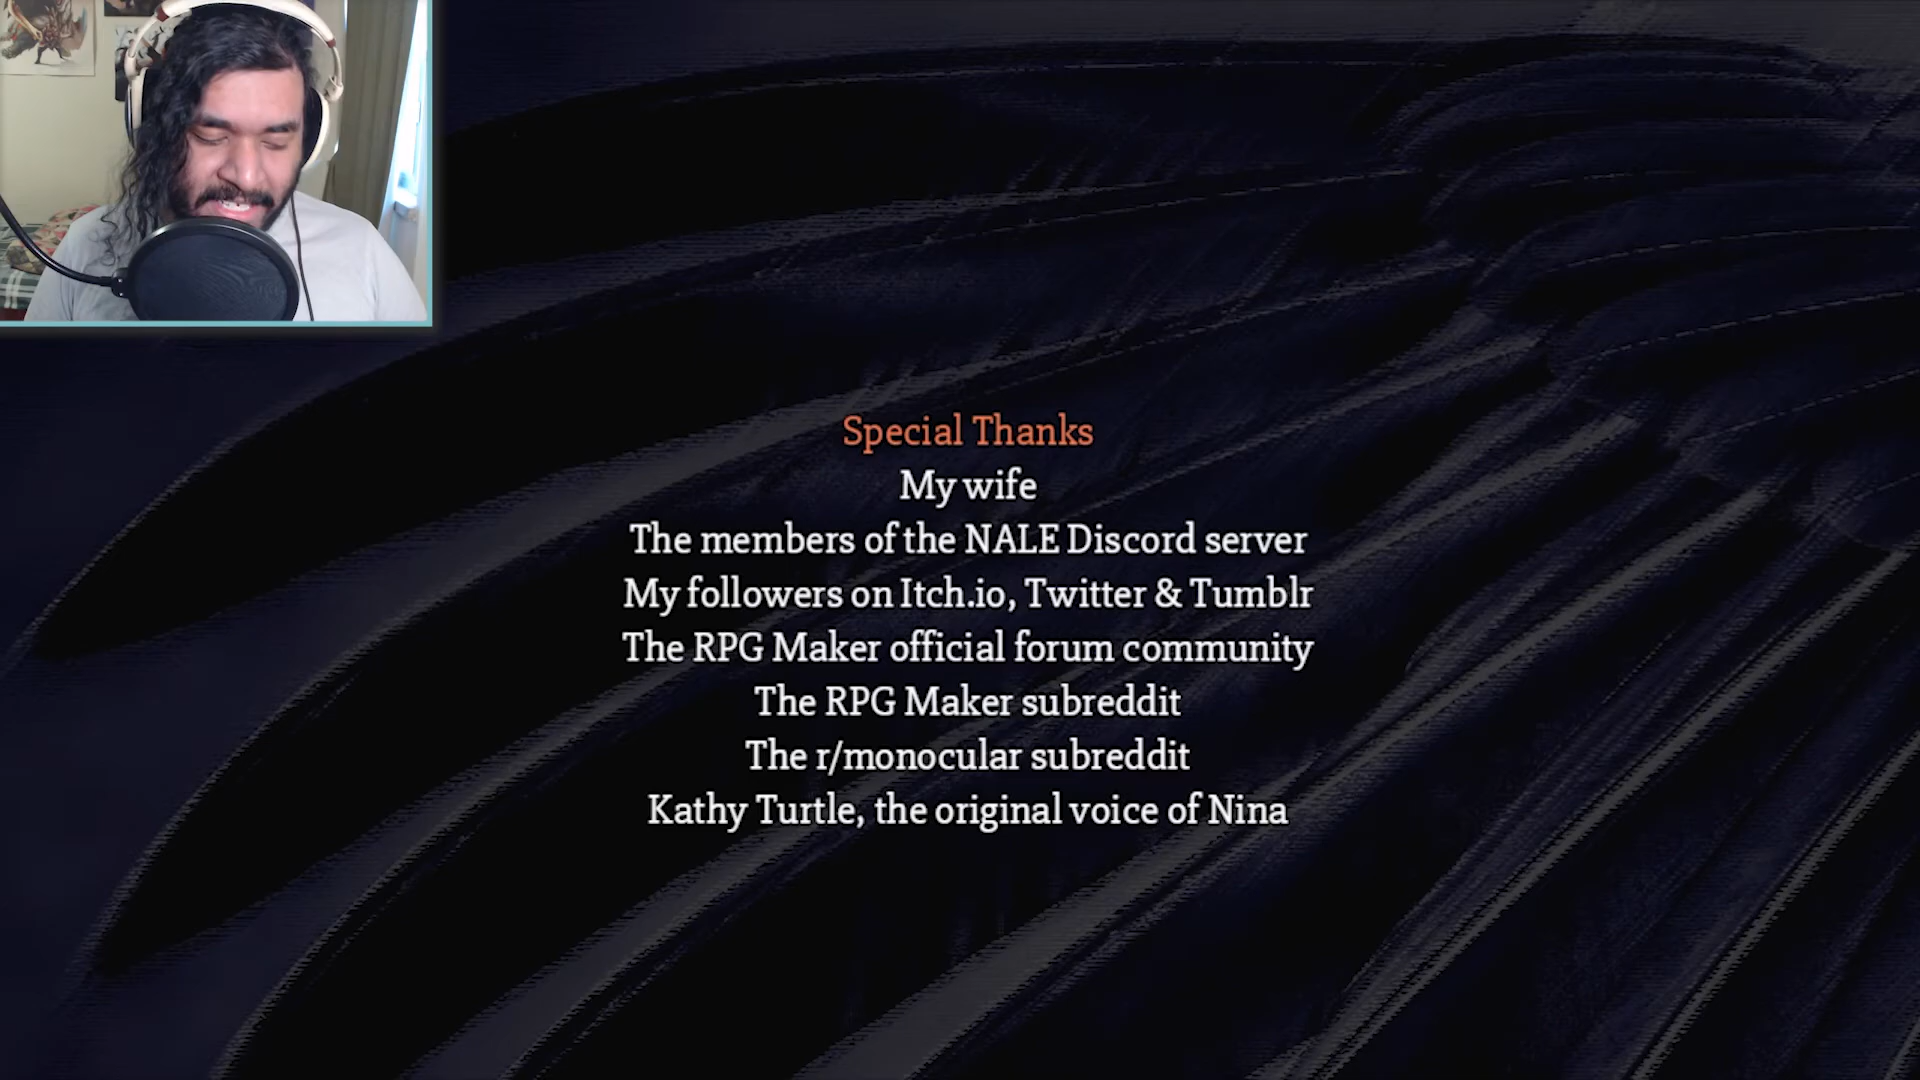 Special Thanks
My wife
The members of the NALE Discord server
My followers on Itch.io, Twitter & Tumblr
The RPG Maker official forum community
The RPG Maker subreddit
The r/monocular subreddit
Kathy Turtle, the original voice of Nina